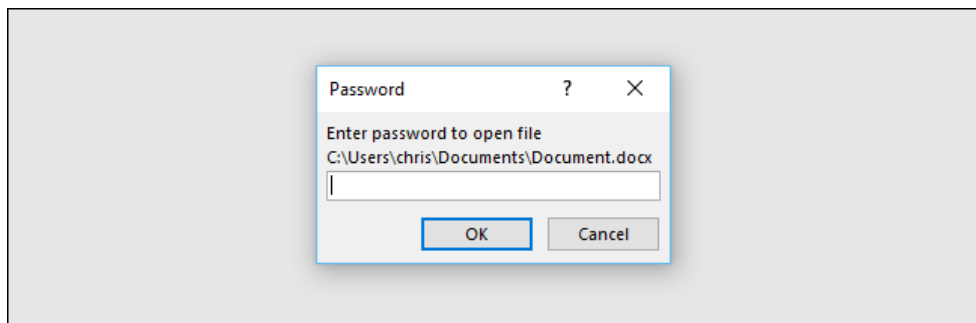 Password ?
Enter password to open file
C:\Users\chris\Documents\Document.docx
OK Cancel